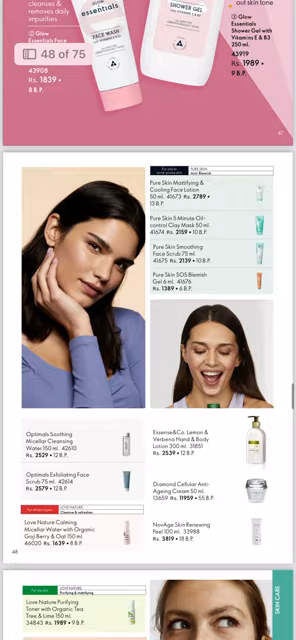 cleanses &
removes daily
impurities
Glow
Essentials Face
43908
Rs. 1839 •
8 B.P.
essentials
FACE WASH
SHOWER GEL
out skin tone
② Glow
Essentials
Shower Gel with
Vitamins E & B3
250 ml.
43919
Rs. 1989 •
9 B.P.
48 of 75
47
PURE SKIN
Anti-Blemish
Pure Skin Mattifying &
Cooling Face Lotion
50 ml. 41673 Rs. 2789 •
13 B.P.
Pure Skin 5 Minute Oil-
control Clay Mask 50 ml.
41674 Rs. 2159 • 10 B.P.
Pure Skin Smoothing
Face Scrub 75 ml.
41675 Rs. 2139 • 10 B.P.
Pure Skin SOS Blemish
Gel 6 ml. 41676
Rs. 1389 • 6 B.P.
Optimals Soothing
Micellar Cleansing
Water 150 ml. 42610
Rs. 2529 • 12 B.P.
Optimals Exfoliating Face
Scrub 75 ml. 42614
Rs. 2579 • 12 B.P.
LOVE NATURE
Cleanse & refresher
Love Nature Calming
Micellar Water with Organic
Goji Berry & Oat 150 ml.
46020 Rs. 1639 • 8 B.P.
Essense&Co. Lemon &
Verbena Hand & Body
Lotion 300 ml. 31851
Rs. 2539 • 12 B.P.
Diamond Cellular Anti-
Ageing Cream 50 ml.
13659 Rs. 11959 • 55 B.P.
NovAge Skin Renewing
Peel 100 ml. 33988
Rs. 3819 • 18 B.P.
48
LOVE NATURE
Purifying & mattifying
Love Nature Purifying
Toner with Organic Tea
Tree & Lime 150 ml.
34843 Rs. 1989 • 9 B.P.
SKIN CARE